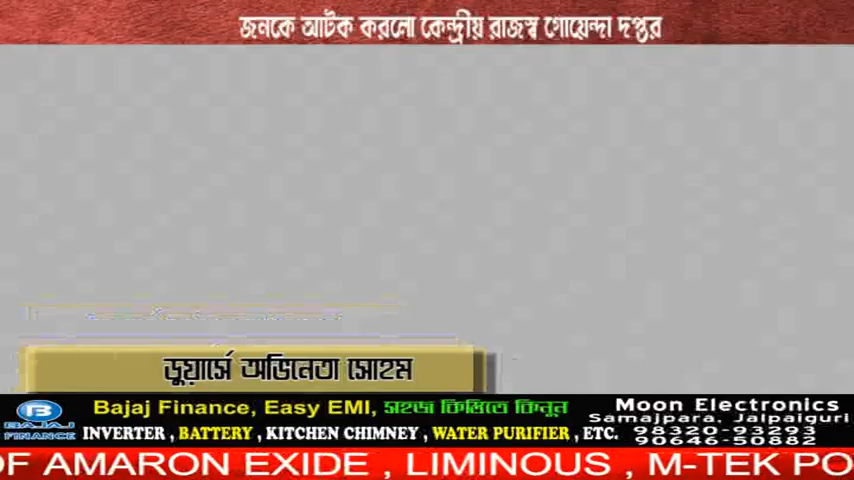 জনকে আটক করলো কেন্দ্রীয় রাজস্ব গোয়েন্দা দপ্তর
ডুয়ার্সে অভিনেতা সোহম
Bajaj Finance, Easy EMI, সহজ কিস্তিতে কিনুন
BAJAJ FINANCE
INVERTER , BATTERY , KITCHEN CHIMNEY , WATER PURIFIER , ETC.
Moon Electronics
Samajpara, Jalpaiguri
98320-93293
90646-50882
OF AMARON EXIDE , LIMINOUS , M-TEK PO